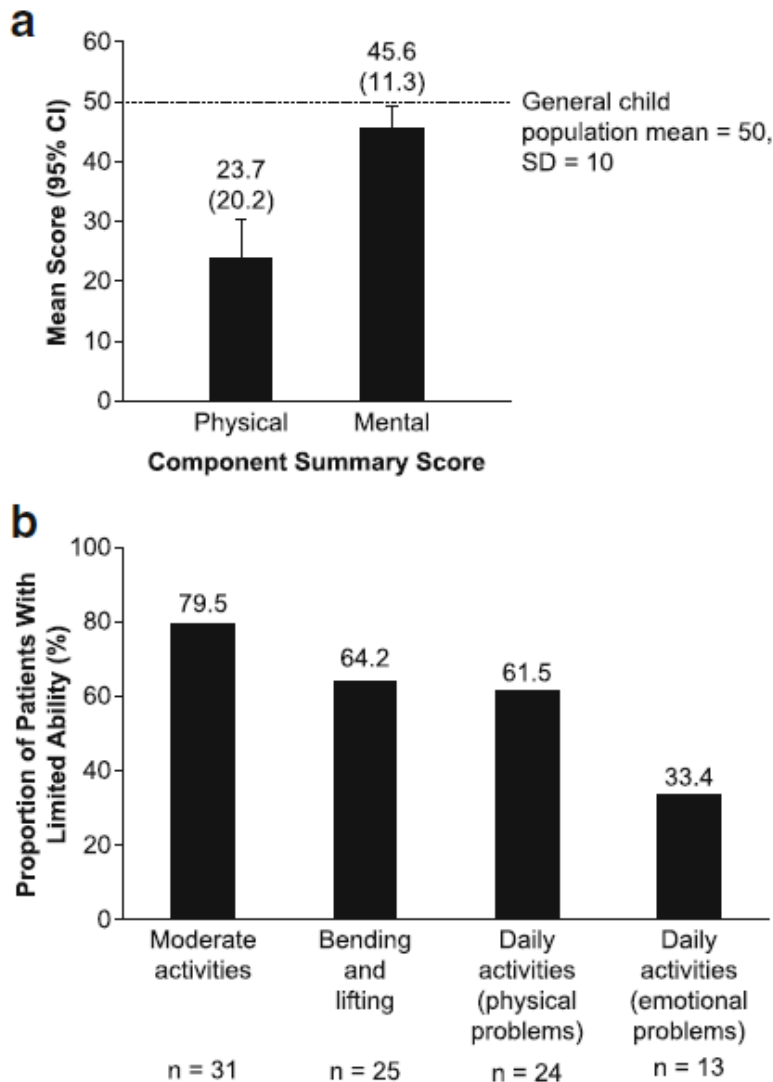 a
60
50
40
30
20
10
0
Mean Score (95% CI)
23.7
(20.2)
45.6
(11.3)
General child
population mean = 50,
SD = 10
Physical
Mental
Component Summary Score
b
100
80
60
40
20
0
Proportion of Patients With
Limited Ability (%)
79.5
64.2
61.5
33.4
Moderate
activities
Bending
and
lifting
Daily
activities
(physical
problems)
Daily
activities
(emotional
problems)
n = 31
n = 25
n = 24
n = 13